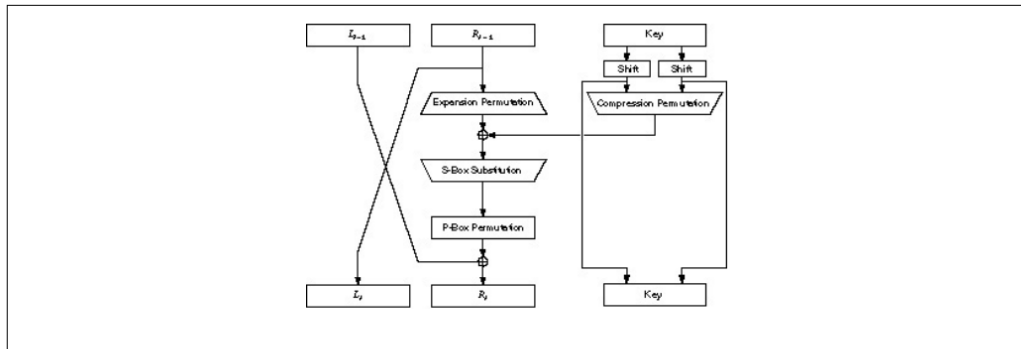 L_{i-1}
R_{i-1}
Key
Shift
Shift
Expansion Permutation
Compression Permutation
S-Box Substitution
P-Box Permutation
L_i
R_i
Key